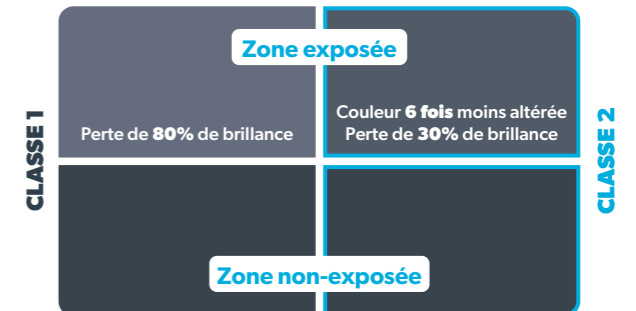 Zone exposée
CLASSE 1
Perte de 80% de brillance
Couleur 6 fois moins altérée
Perte de 30% de brillance
CLASSE 2
Zone non-exposée